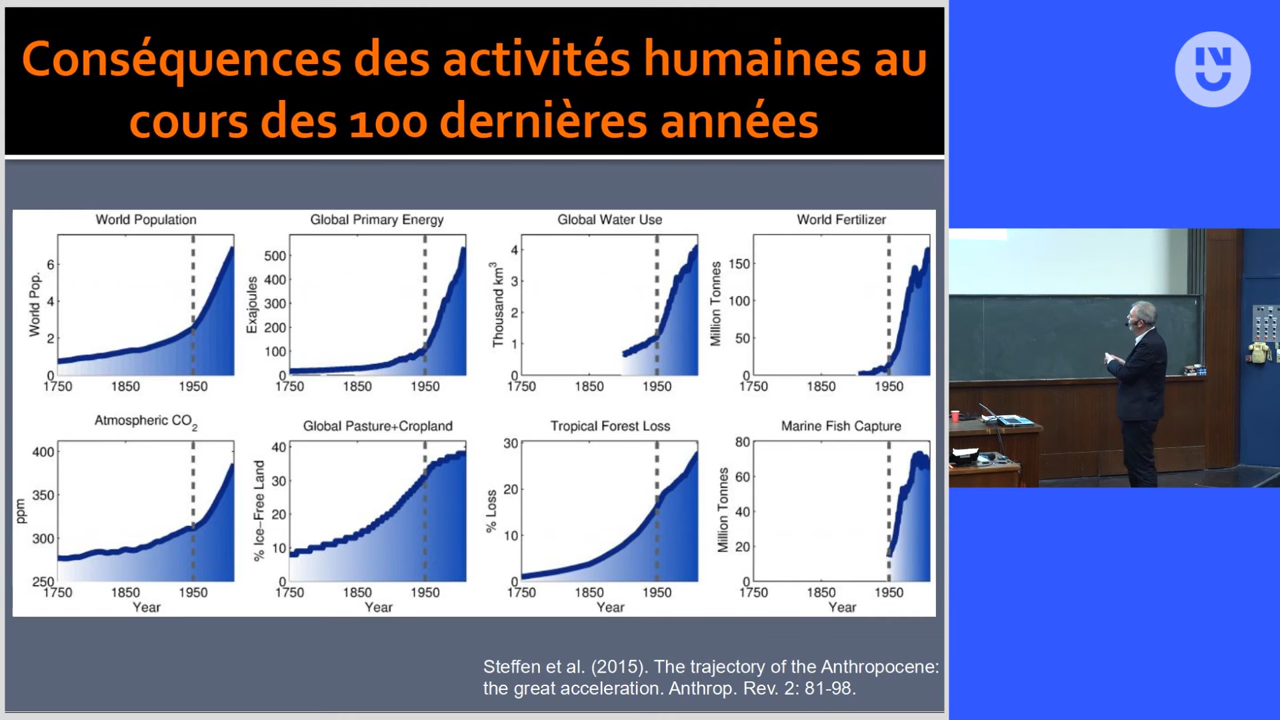 Conséquences des activités humaines au
cours des 100 dernières années
World Population
World Pop.
6
4
2
0
1750
1850
1950
Global Primary Energy
Exajoules
500
400
300
200
100
0
1750
1850
1950
Global Water Use
Thousand km3
4
3
2
1
0
1750
1850
1950
World Fertilizer
Million Tonnes
150
100
50
0
1750
1850
1950
Atmospheric CO2
ppm
400
350
300
250
1750
1850
1950
Year
Global Pasture+Cropland
% Ice-Free Land
40
30
20
10
0
1750
1850
1950
Year
Tropical Forest Loss
% Loss
30
20
10
0
1750
1850
1950
Year
Marine Fish Capture
Million Tonnes
80
60
40
20
0
1750
1850
1950
Year
Steffen et al. (2015). The trajectory of the Anthropocene:
the great acceleration. Anthrop. Rev. 2: 81-98.